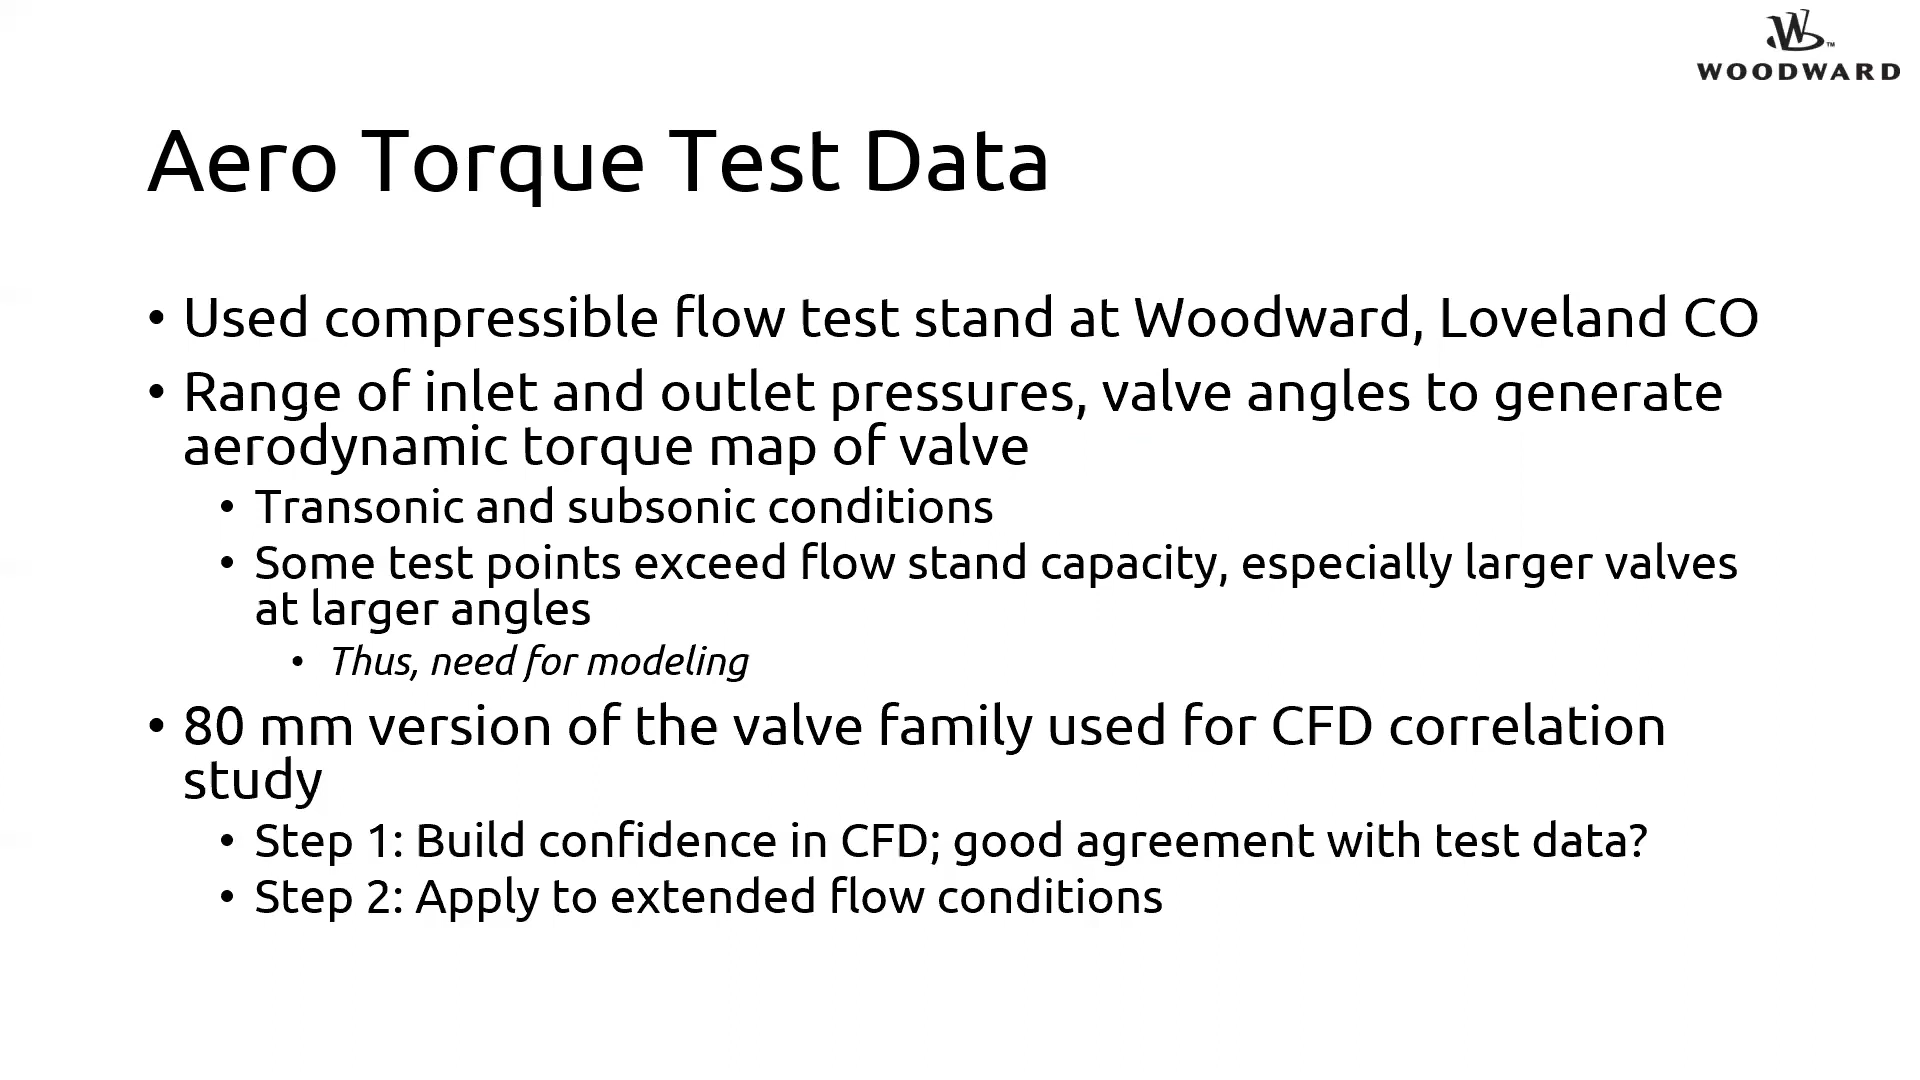 WOODWARD
Aero Torque Test Data
• Used compressible flow test stand at Woodward, Loveland CO
• Range of inlet and outlet pressures, valve angles to generate
aerodynamic torque map of valve
• Transonic and subsonic conditions
• Some test points exceed flow stand capacity, especially larger valves
at larger angles
• Thus, need for modeling
• 80 mm version of the valve family used for CFD correlation
study
• Step 1: Build confidence in CFD; good agreement with test data?
• Step 2: Apply to extended flow conditions